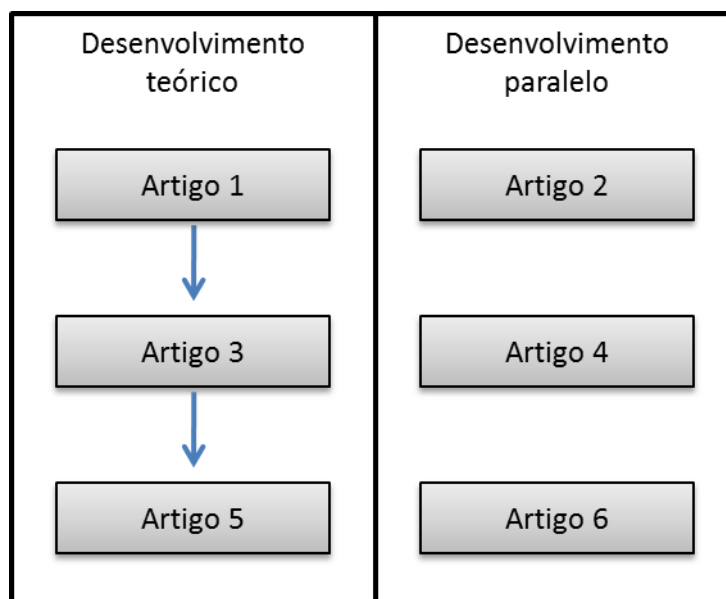 Desenvolvimento
teórico
Desenvolvimento
paralelo
Artigo 1
Artigo 2
Artigo 3
Artigo 4
Artigo 5
Artigo 6